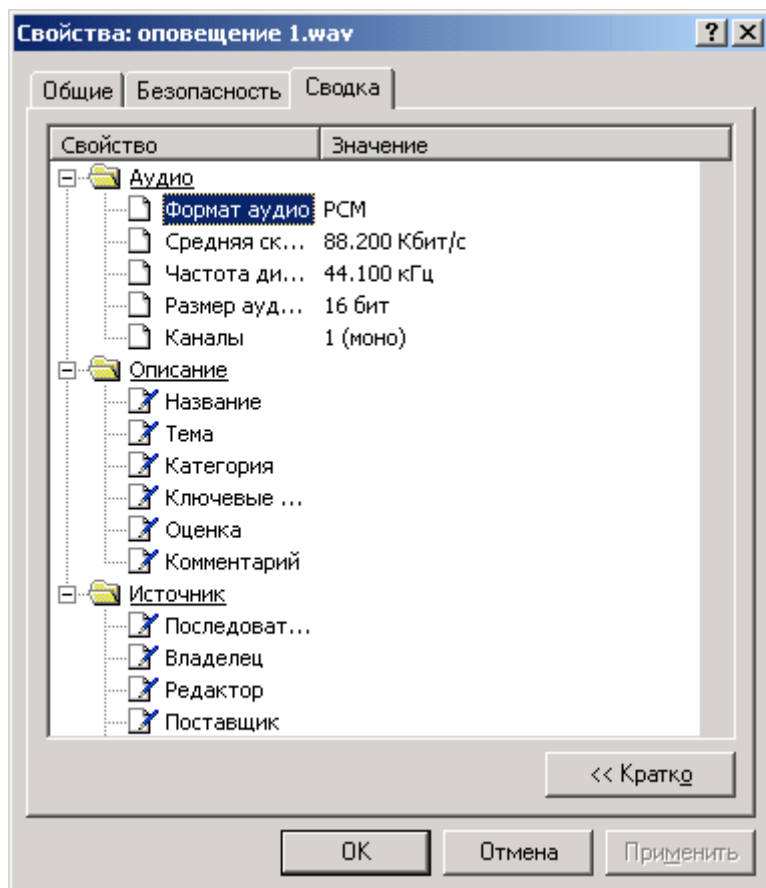 Свойства: оповещение 1.wav
Общие Безопасность Сводка
Свойство Значение
Аудио
Формат аудио PCM
Средняя ск... 88.200 Кбит/с
Частота ди... 44.100 кГц
Размер ауд... 16 бит
Каналы 1 (моно)
Описание
Название
Тема
Категория
Ключевые ...
Оценка
Комментарий
Источник
Последоват...
Владелец
Редактор
Поставщик
<< Кратко
OK Отмена Применить